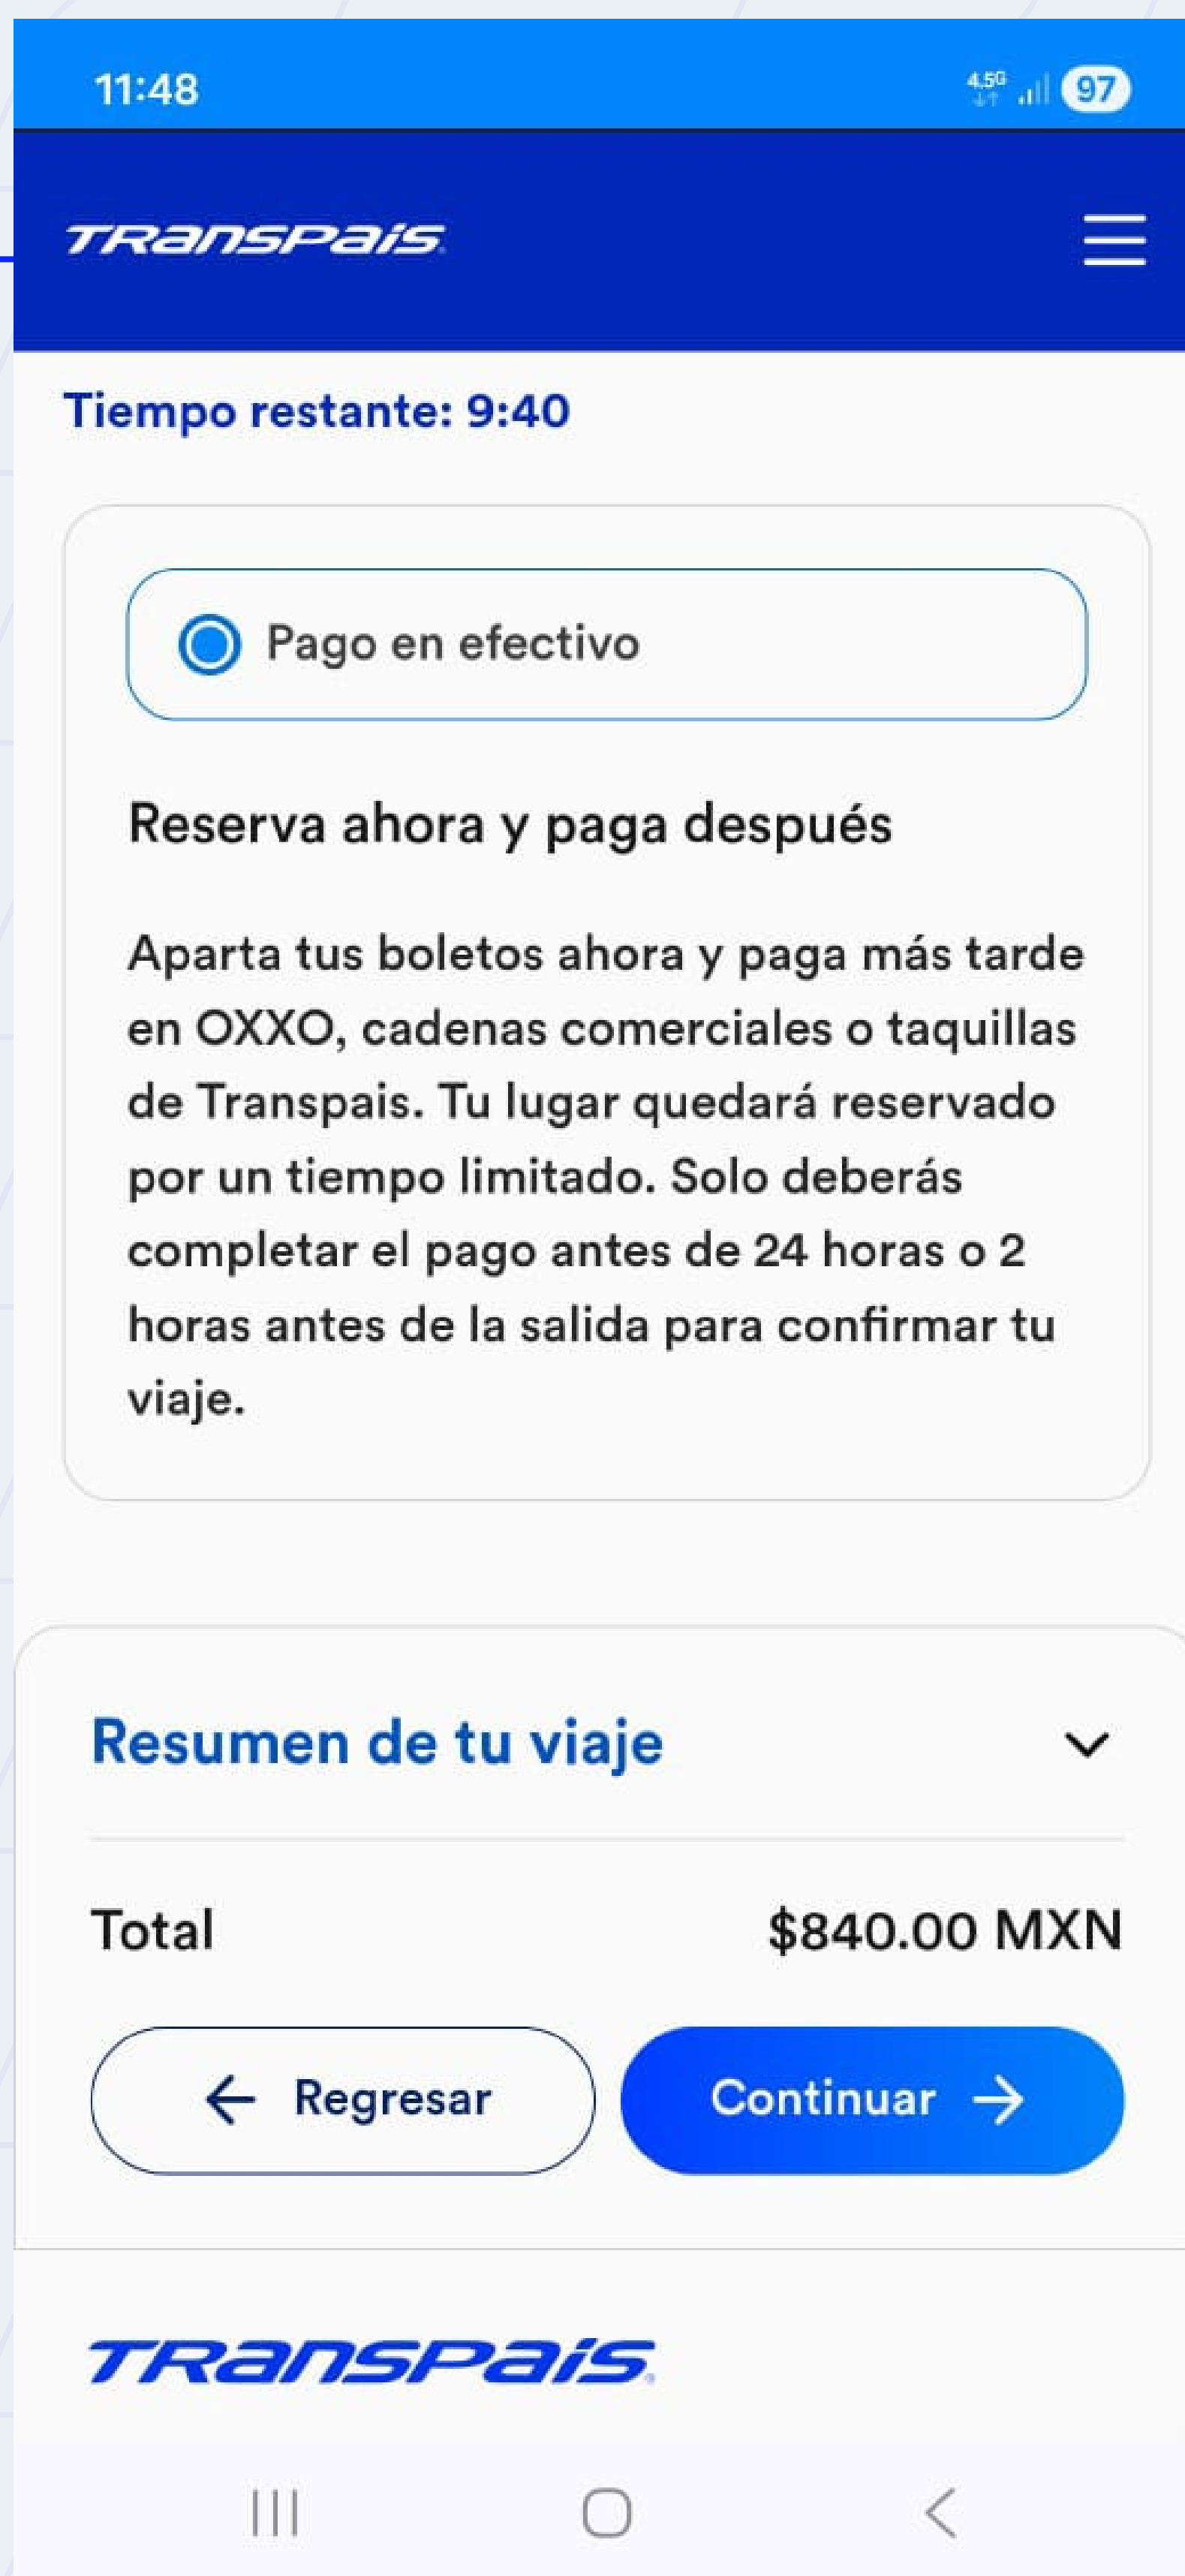 11:48
4.5G
97
TRANSPAÍS
Tiempo restante: 9:40
Pago en efectivo
Reserva ahora y paga después
Aparta tus boletos ahora y paga más tarde
en OXXO, cadenas comerciales o taquillas
de Transpais. Tu lugar quedará reservado
por un tiempo limitado. Solo deberás
completar el pago antes de 24 horas o 2
horas antes de la salida para confirmar tu
viaje.
Resumen de tu viaje
Total
$840.00 MXN
Regresar
Continuar
TRANSPAÍS